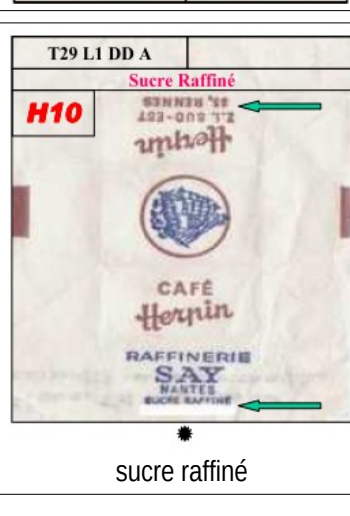 T29 L1 DD A
Sucre Raffiné
H10
35, RENNES
Z.I. SUD-EST
Herpin
CAFÉ
Herpin
RAFFINERIE
SAY
NANTES
SUCRE RAFFINÉ
sucre raffiné